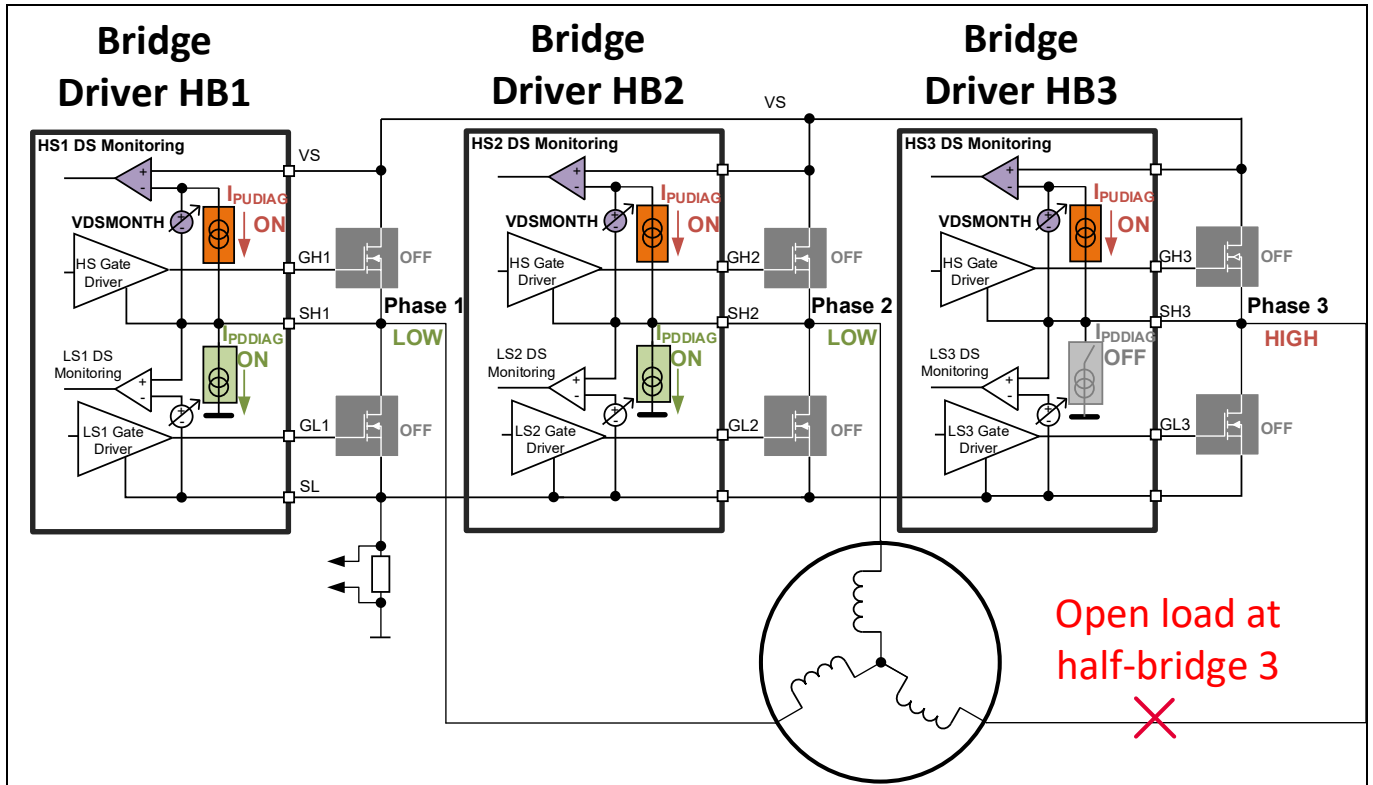 Bridge
Driver HB1
Bridge
Driver HB2
Bridge
Driver HB3
VS
HS1 DS Monitoring
VS
+
-
IPUDIAG
ON
VDSMONTH
HS Gate
Driver
GH1
OFF
SH1
Phase 1
LOW
IPDDIAG
ON
LS1 DS
Monitoring
+
-
LS1 Gate
Driver
GL1
OFF
SL
HS2 DS Monitoring
+
-
IPUDIAG
ON
VDSMONTH
HS Gate
Driver
GH2
OFF
SH2
Phase 2
LOW
IPDDIAG
ON
LS2 DS
Monitoring
+
-
LS2 Gate
Driver
GL2
OFF
HS3 DS Monitoring
+
-
IPUDIAG
ON
VDSMONTH
HS Gate
Driver
GH3
OFF
SH3
Phase 3
HIGH
IPDDIAG
OFF
LS3 DS
Monitoring
+
-
LS3 Gate
Driver
GL3
OFF
Open load at
half-bridge 3